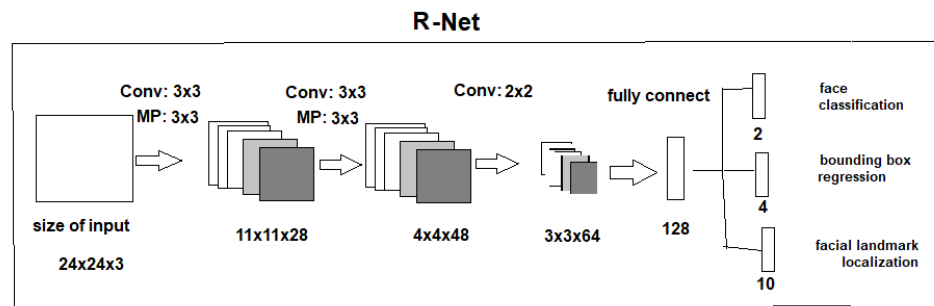 R-Net
Conv: 3x3
MP: 3x3
Conv: 3x3
MP: 3x3
Conv: 2x2
fully connect
face
classification
2
bounding box
regression
4
facial landmark
localization
10
size of input
24x24x3
11x11x28
4x4x48
3x3x64
128